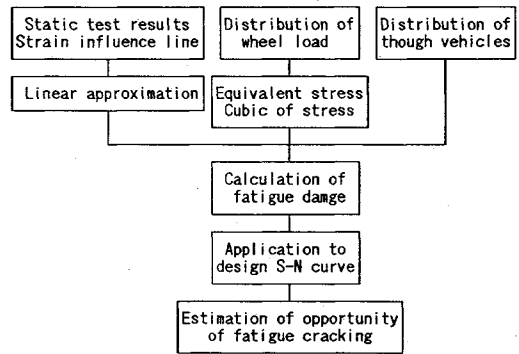 Static test results
Strain influence line
Distribution of
wheel load
Distribution of
though vehicles
Linear approximation
Equivalent stress
Cubic of stress
Calculation of
fatigue damge
Application to
design S-N curve
Estimation of opportunity
of fatigue cracking